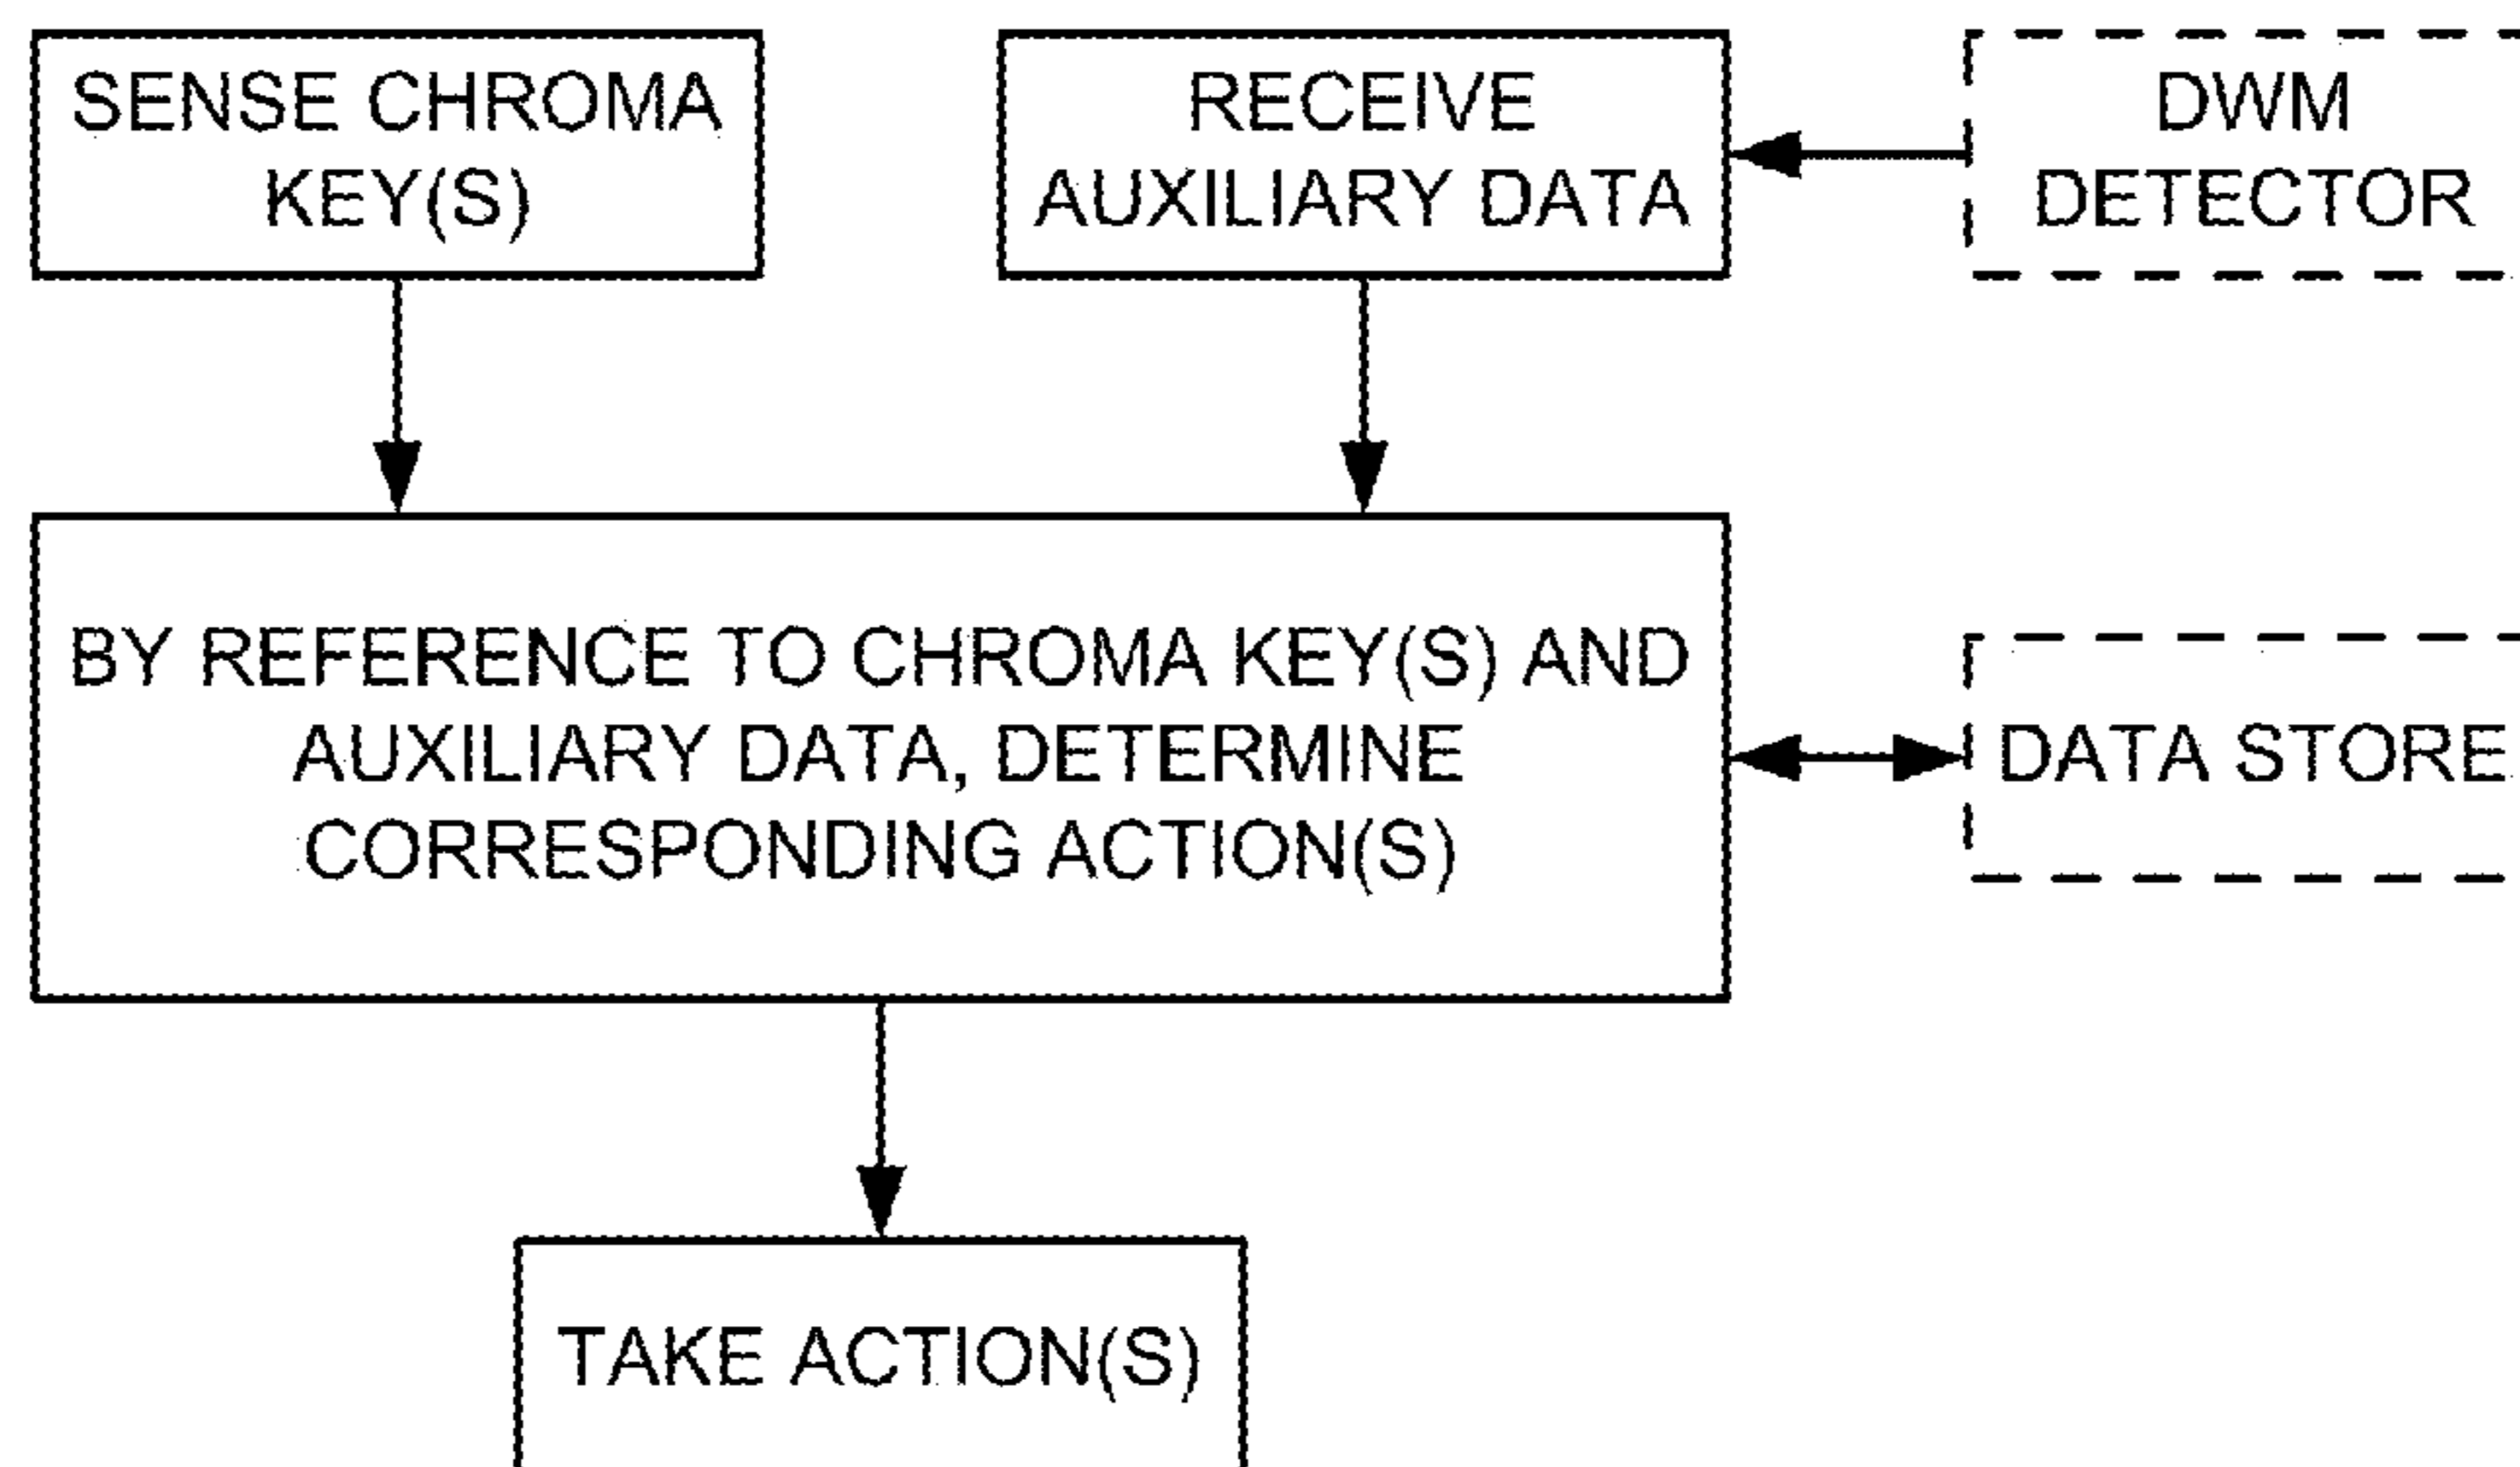 SENSE CHROMA
KEY(S)
RECEIVE
AUXILIARY DATA
DWM
DETECTOR
BY REFERENCE TO CHROMA KEY(S) AND
AUXILIARY DATA, DETERMINE
CORRESPONDING ACTION(S)
DATA STORE
TAKE ACTION(S)